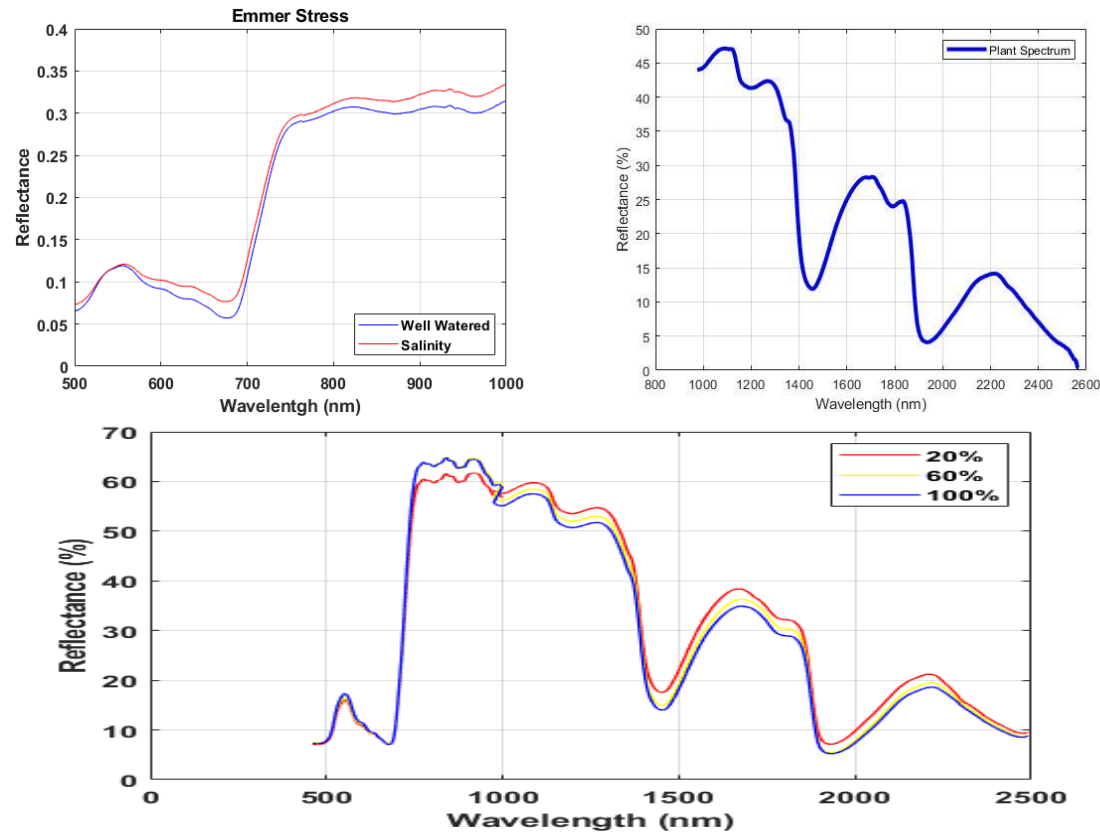 Emmer Stress
0.4
0.35
0.3
0.25
0.2
0.15
0.1
0.05
0
Reflectance
500 600 700 800 900 1000
Wavelentgh (nm)
Well Watered
Salinity
50
45
40
35
30
25
20
15
10
5
0
Reflectance (%)
800 1000 1200 1400 1600 1800 2000 2200 2400 2600
Wavelength (nm)
Plant Spectrum
70
60
50
40
30
20
10
0
Reflectance (%)
0 500 1000 1500 2000 2500
Wavelength (nm)
20%
60%
100%